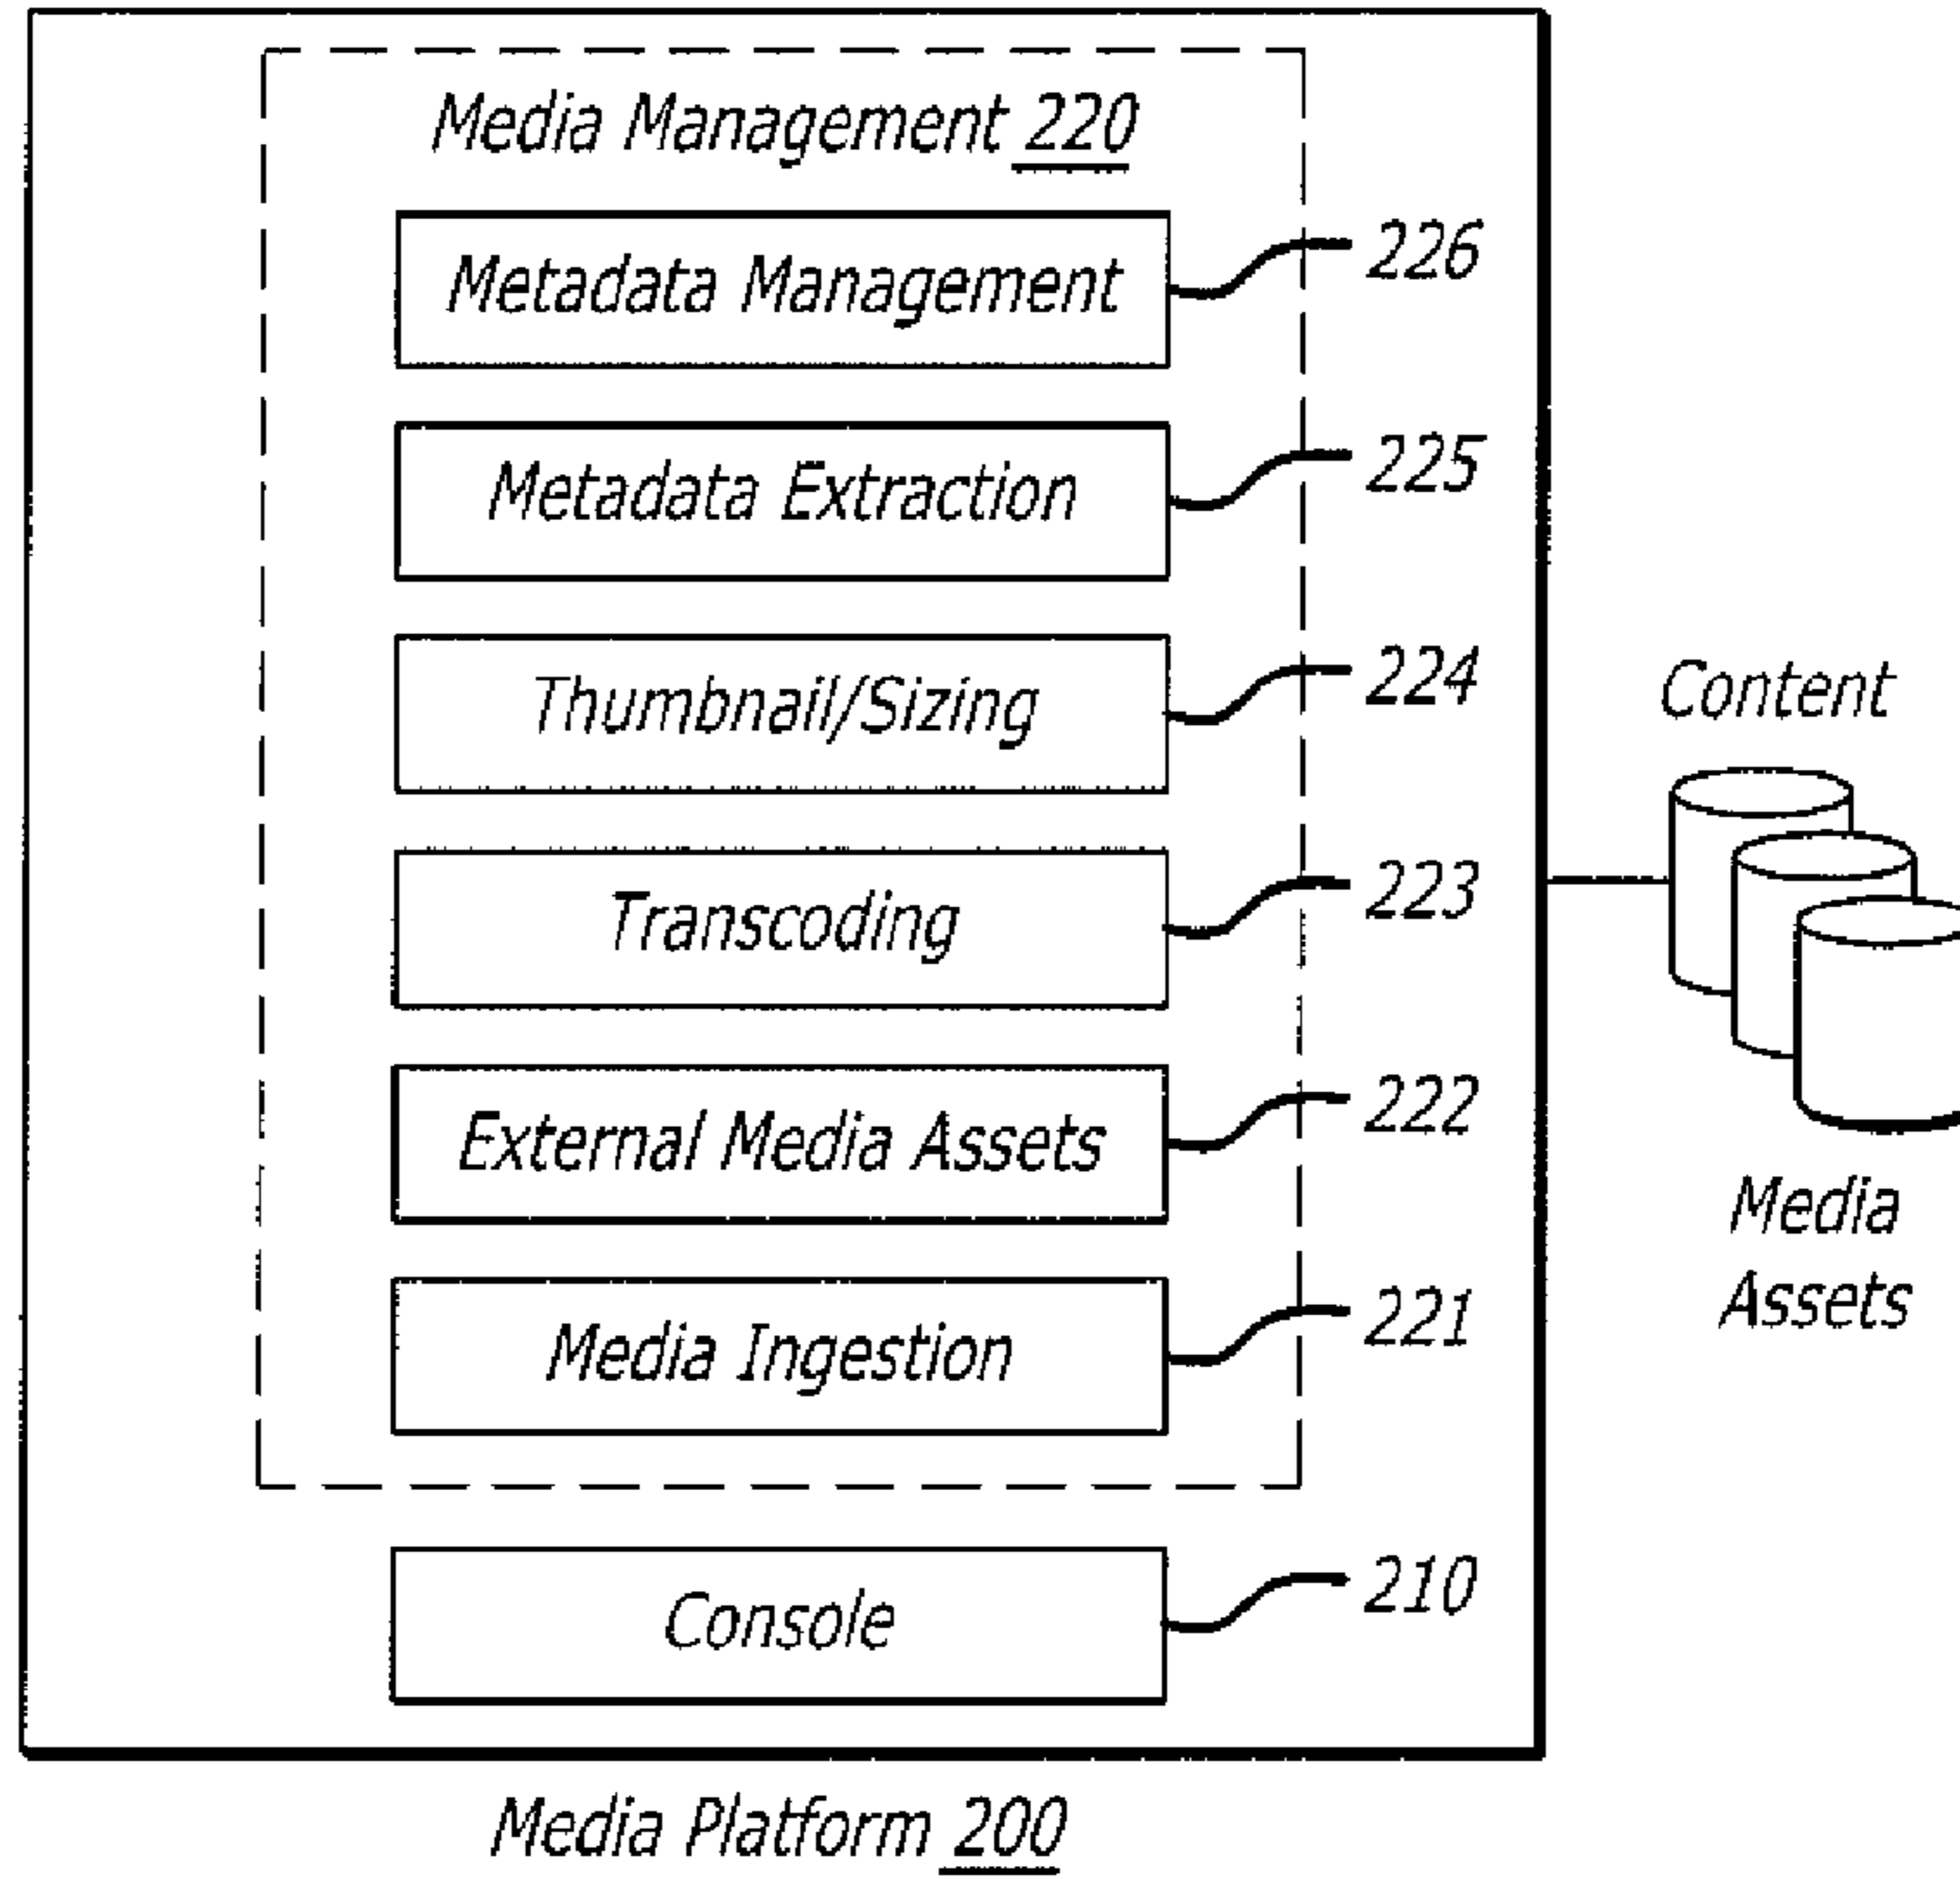 Media Management 220
Metadata Management
226
Metadata Extraction
225
Thumbnail/Sizing
224
Transcoding
223
External Media Assets
222
Media Ingestion
221
Console
210
Media Platform 200
Content
Media
Assets